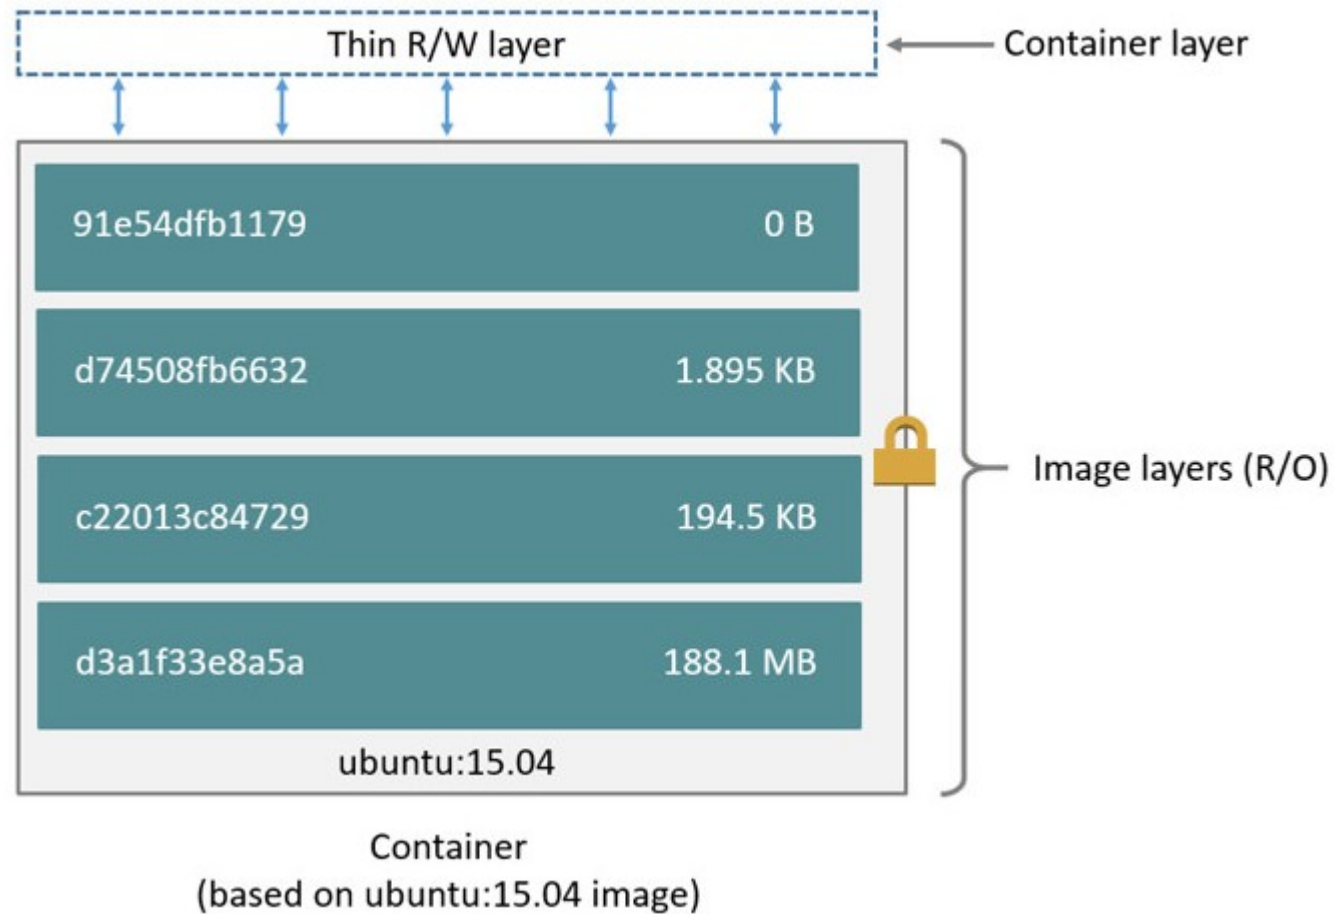 Thin R/W layer
Container layer
91e54dfb1179 0 B
d74508fb6632 1.895 KB
c22013c84729 194.5 KB
d3a1f33e8a5a 188.1 MB
Image layers (R/O)
ubuntu:15.04
Container
(based on ubuntu:15.04 image)